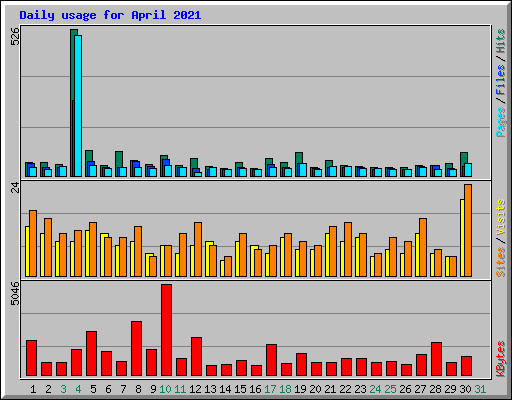 Daily usage for April 2021
526
Pages / Files / Hits
24
Sites / Visits
5046
KBytes
1 2 3 4 5 6 7 8 9 10 11 12 13 14 15 16 17 18 19 20 21 22 23 24 25 26 27 28 29 30 31